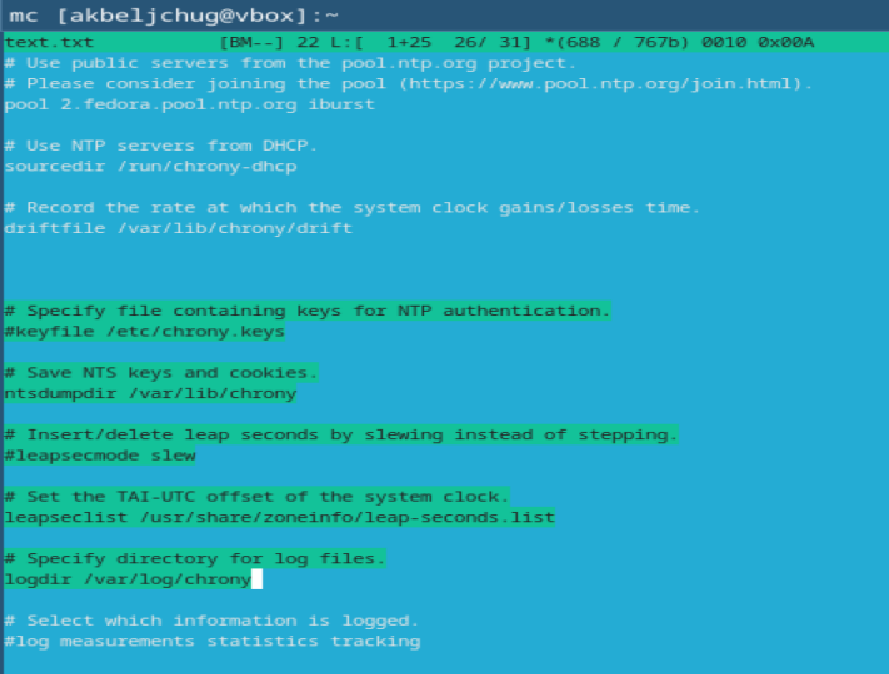 mc [akbeljchug@vbox]:~
text.txt [BM--] 22 L:[ 1+25 26/ 31] *(688 / 767b) 0010 0x00A
# Use public servers from the pool.ntp.org project.
# Please consider joining the pool (https://www.pool.ntp.org/join.html).
pool 2.fedora.pool.ntp.org iburst
# Use NTP servers from DHCP.
sourcedir /run/chrony-dhcp
# Record the rate at which the system clock gains/losses time.
driftfile /var/lib/chrony/drift
# Specify file containing keys for NTP authentication.
#keyfile /etc/chrony.keys
# Save NTS keys and cookies.
ntsdumpdir /var/lib/chrony
# Insert/delete leap seconds by slewing instead of stepping.
#leapsecmode slew
# Set the TAI-UTC offset of the system clock.
leapseclist /usr/share/zoneinfo/leap-seconds.list
# Specify directory for log files.
logdir /var/log/chrony
# Select which information is logged.
#log measurements statistics tracking